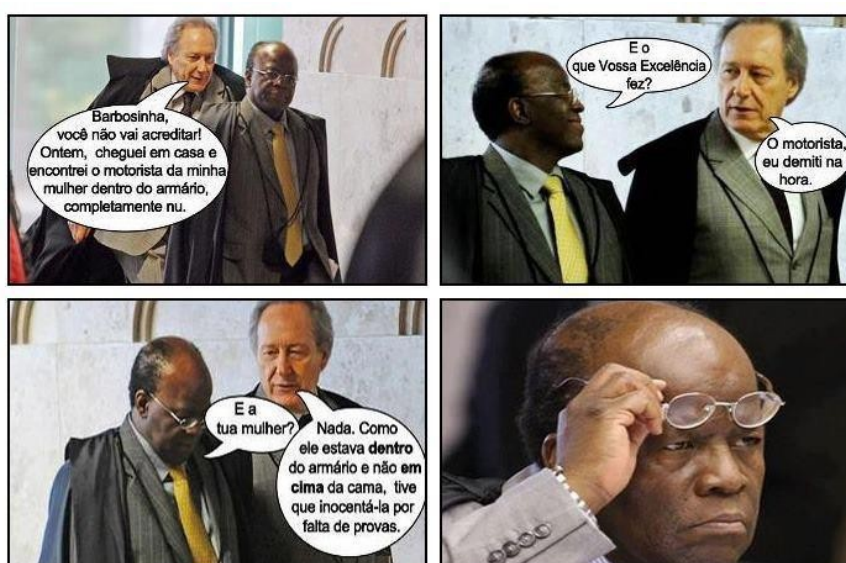 Barbosinha,
você não vai acreditar!
Ontem, cheguei em casa e
encontrei o motorista da minha
mulher dentro do armário,
completamente nu.
E o
que Vossa Excelência
fez?
O motorista,
eu demiti na
hora.
E a
tua mulher?
Nada. Como
ele estava dentro
do armário e não em
cima da cama, tive
que inocentá-la por
falta de provas.